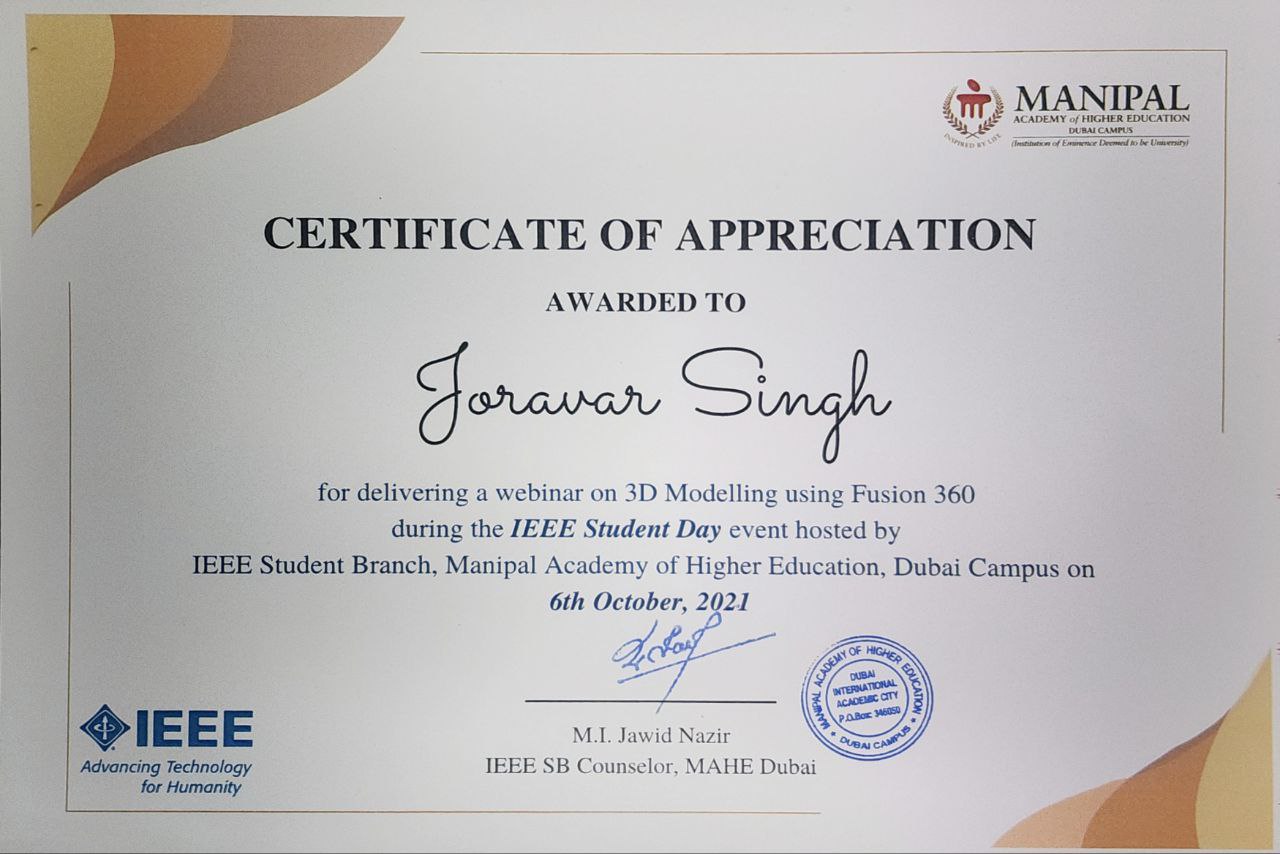 MANIPAL
ACADEMY of HIGHER EDUCATION
DUBAI CAMPUS
(Institution of Eminence Deemed to be University)
INSPIRED BY LIFE
CERTIFICATE OF APPRECIATION
AWARDED TO
Joravar Singh
for delivering a webinar on 3D Modelling using Fusion 360
during the IEEE Student Day event hosted by
IEEE Student Branch, Manipal Academy of Higher Education, Dubai Campus on
6th October, 2021
M.I. Jawid Nazir
IEEE SB Counselor, MAHE Dubai
MANIPAL ACADEMY OF HIGHER EDUCATION
DUBAI CAMPUS
DUBAI
INTERNATIONAL
ACADEMIC CITY
P.O.Box: 346050
IEEE
Advancing Technology
for Humanity